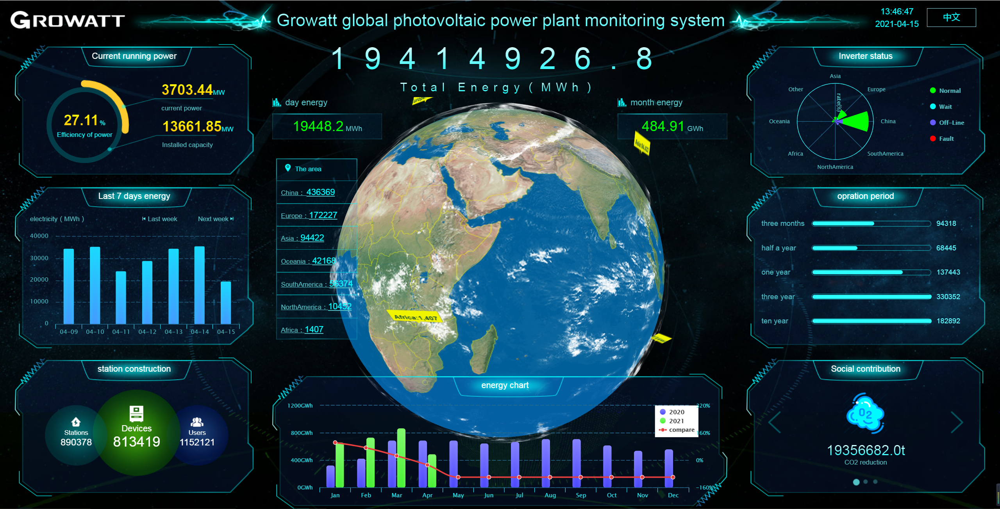 GROWATT
Growatt global photovoltaic power plant monitoring system
13:46:47
2021-04-15
中文
19414926.8
Total Energy ( MWh )
Current running power
27.11 %
Efficiency of power
3703.44MW
current power
13661.85MW
Installed capacity
Last 7 days energy
electricity ( MWh )
Last week
Next week
40000
30000
20000
10000
0
04-09 04-10 04-11 04-12 04-13 04-14 04-15
station construction
Stations
890378
Devices
813419
Users
1152121
day energy
19448.2 MWh
month energy
484.91 GWh
The area
China : 436369
Europe : 172227
Asia : 94422
Oceania : 42168
SouthAmerica : 56374
NorthAmerica : 10452
Africa : 1407
Asia:94,422
Africa:1,407
energy chart
1200GWh
800GWh
400GWh
0GWh
320%
160%
0%
-160%
2020
2021
compare
Jan Feb Mar Apr May Jun Jul Aug Sep Oct Nov Dec
Inverter status
Asia
Europe
China
SouthAmerica
NorthAmerica
Africa
Oceania
Other
rate(%)
Normal
Wait
Off-Line
Fault
opration period
three months 94318
half a year 68445
one year 137443
three year 330352
ten year 182892
Social contribution
O2
19356682.0t
CO2 reduction